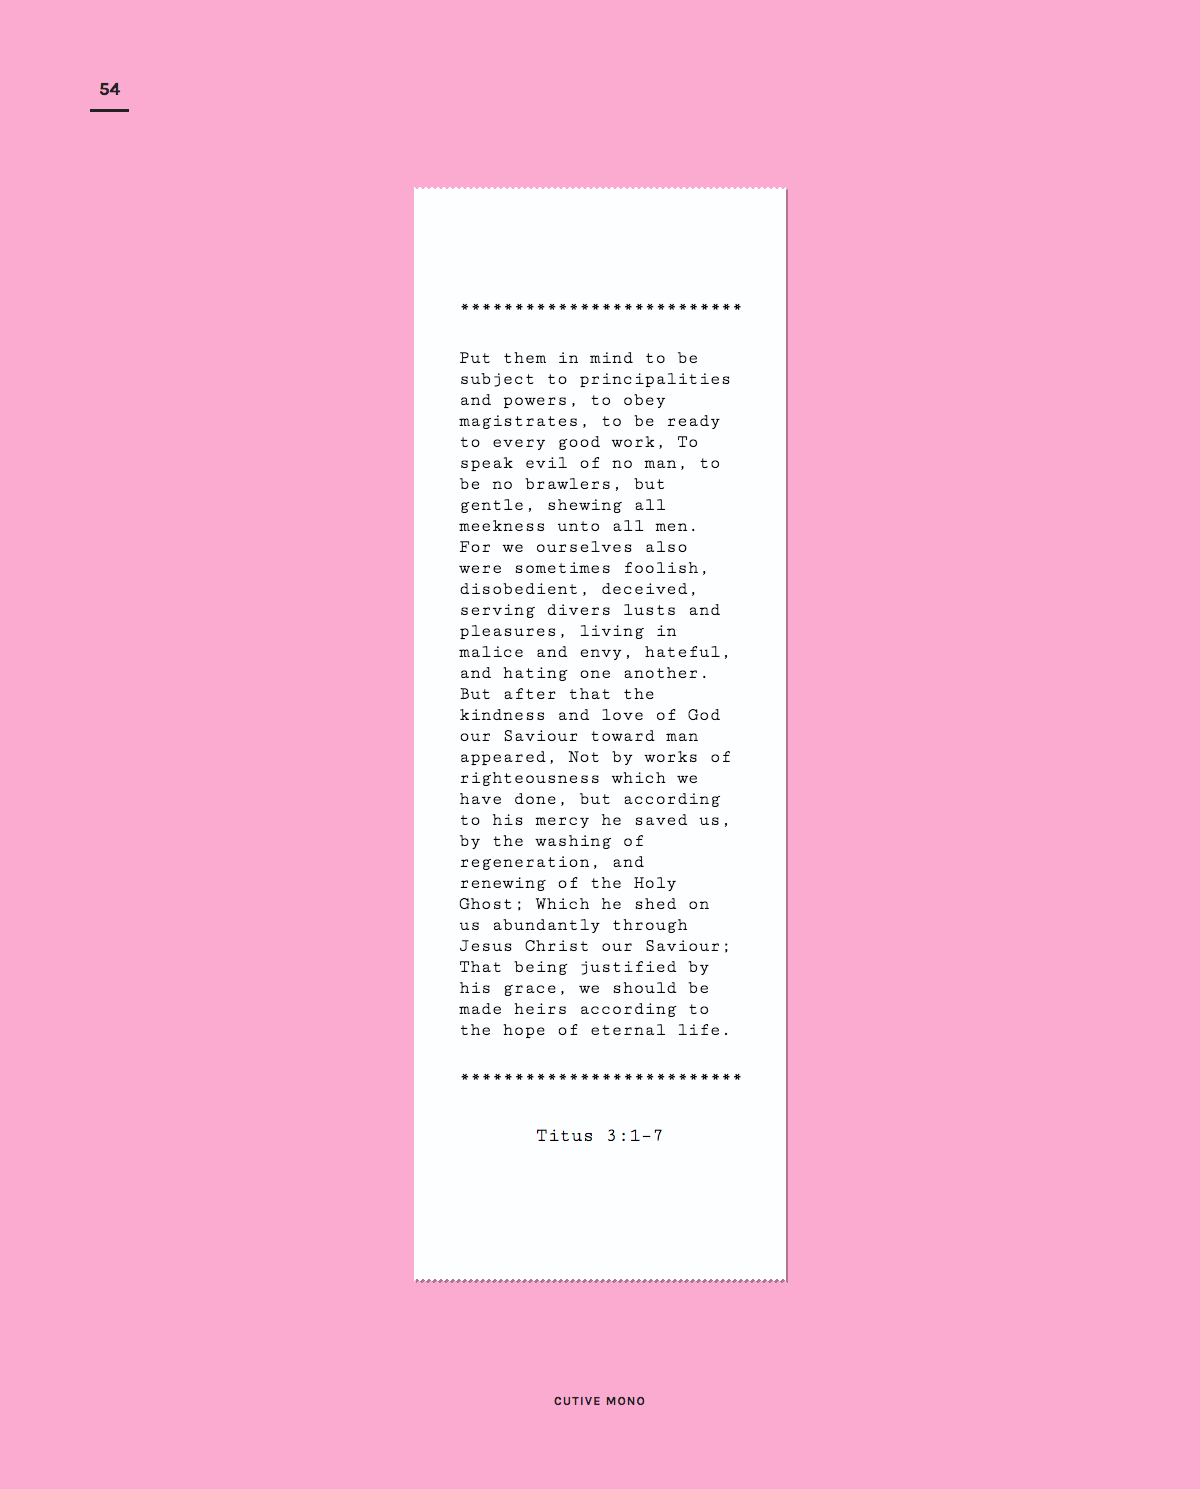 54
**************************
Put them in mind to be
subject to principalities
and powers, to obey
magistrates, to be ready
to every good work, To
speak evil of no man, to
be no brawlers, but
gentle, shewing all
meekness unto all men.
For we ourselves also
were sometimes foolish,
disobedient, deceived,
serving divers lusts and
pleasures, living in
malice and envy, hateful,
and hating one another.
But after that the
kindness and love of God
our Saviour toward man
appeared, Not by works of
righteousness which we
have done, but according
to his mercy he saved us,
by the washing of
regeneration, and
renewing of the Holy
Ghost; Which he shed on
us abundantly through
Jesus Christ our Saviour;
That being justified by
his grace, we should be
made heirs according to
the hope of eternal life.
**************************
Titus 3:1-7
CUTIVE MONO